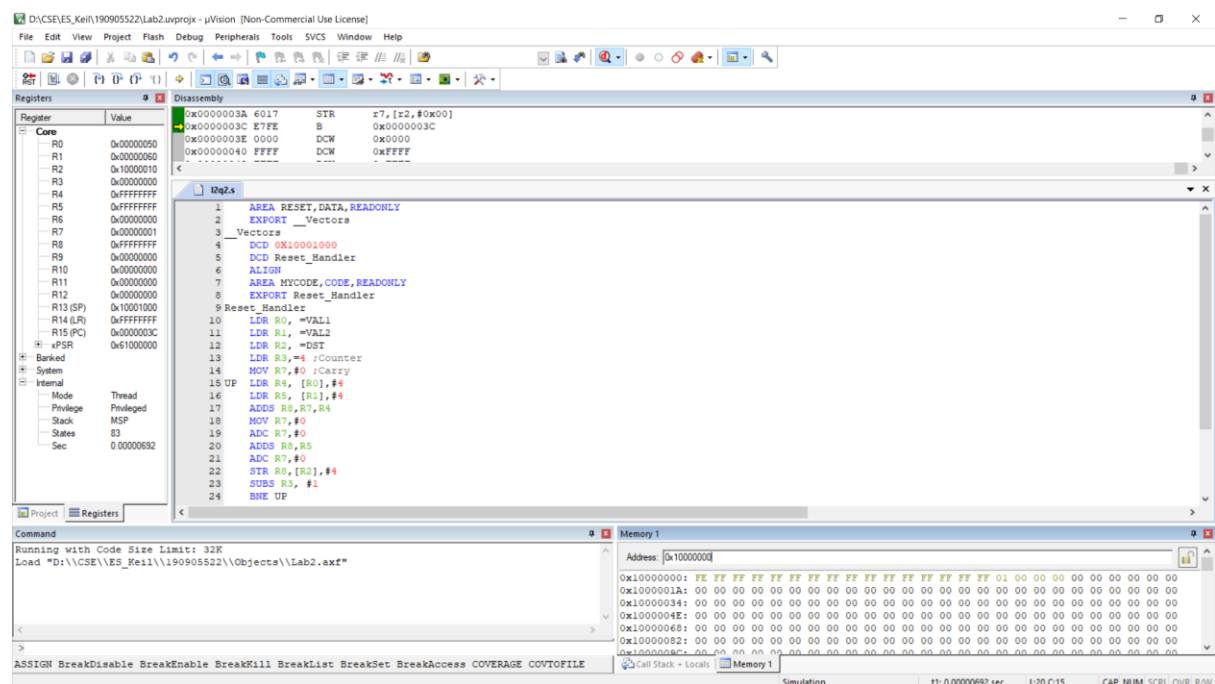 D:\CSE\ES_Keil\190905522\Lab2.uvprojx - µVision [Non-Commercial Use License]
File Edit View Project Flash Debug Peripherals Tools SVCS Window Help
Registers
Register Value
Core
R0 0x00000050
R1 0x00000060
R2 0x10000010
R3 0x00000000
R4 0xFFFFFFFF
R5 0xFFFFFFFF
R6 0x00000000
R7 0x00000001
R8 0xFFFFFFFF
R9 0x00000000
R10 0x00000000
R11 0x00000000
R12 0x00000000
R13 (SP) 0x10001000
R14 (LR) 0xFFFFFFFF
R15 (PC) 0x0000003C
xPSR 0x61000000
Banked
System
Internal
Mode Thread
Privilege Privileged
Stack MSP
States 83
Sec 0.00000692
Project Registers
Disassembly
0x0000003A 6017 STR r7,[r2,#0x00]
0x0000003C E7FE B 0x0000003C
0x0000003E 0000 DCW 0x0000
0x00000040 FFFF DCW 0xFFFF
l2q2.s
1 AREA RESET,DATA,READONLY
2 EXPORT __Vectors
3 __Vectors
4 DCD 0X10001000
5 DCD Reset_Handler
6 ALIGN
7 AREA MYCODE,CODE,READONLY
8 EXPORT Reset_Handler
9 Reset_Handler
10 LDR R0, =VAL1
11 LDR R1, =VAL2
12 LDR R2, =DST
13 LDR R3,=4 ;Counter
14 MOV R7,#0 ;Carry
15 UP LDR R4, [R0],#4
16 LDR R5, [R1],#4
17 ADDS R8,R7,R4
18 MOV R7,#0
19 ADC R7,#0
20 ADDS R8,R5
21 ADC R7,#0
22 STR R8,[R2],#4
23 SUBS R3, #1
24 BNE UP
Command
Running with Code Size Limit: 32K
Load "D:\\CSE\\ES_Keil\\190905522\\Objects\\Lab2.axf"
>
ASSIGN BreakDisable BreakEnable BreakKill BreakList BreakSet BreakAccess COVERAGE COVTOFILE
Memory 1
Address: 0x10000000
0x10000000: FE FF FF FF FF FF FF FF FF FF FF FF FF FF FF FF 01 00 00 00 00 00 00 00 00 00
0x1000001A: 00 00 00 00 00 00 00 00 00 00 00 00 00 00 00 00 00 00 00 00 00 00 00 00 00 00
0x10000034: 00 00 00 00 00 00 00 00 00 00 00 00 00 00 00 00 00 00 00 00 00 00 00 00 00 00
0x1000004E: 00 00 00 00 00 00 00 00 00 00 00 00 00 00 00 00 00 00 00 00 00 00 00 00 00 00
0x10000068: 00 00 00 00 00 00 00 00 00 00 00 00 00 00 00 00 00 00 00 00 00 00 00 00 00 00
0x10000082: 00 00 00 00 00 00 00 00 00 00 00 00 00 00 00 00 00 00 00 00 00 00 00 00 00 00
Call Stack + Locals Memory 1
Simulation t1: 0.00000692 sec L:20 C:15 CAP NUM SCRL OVR R/W